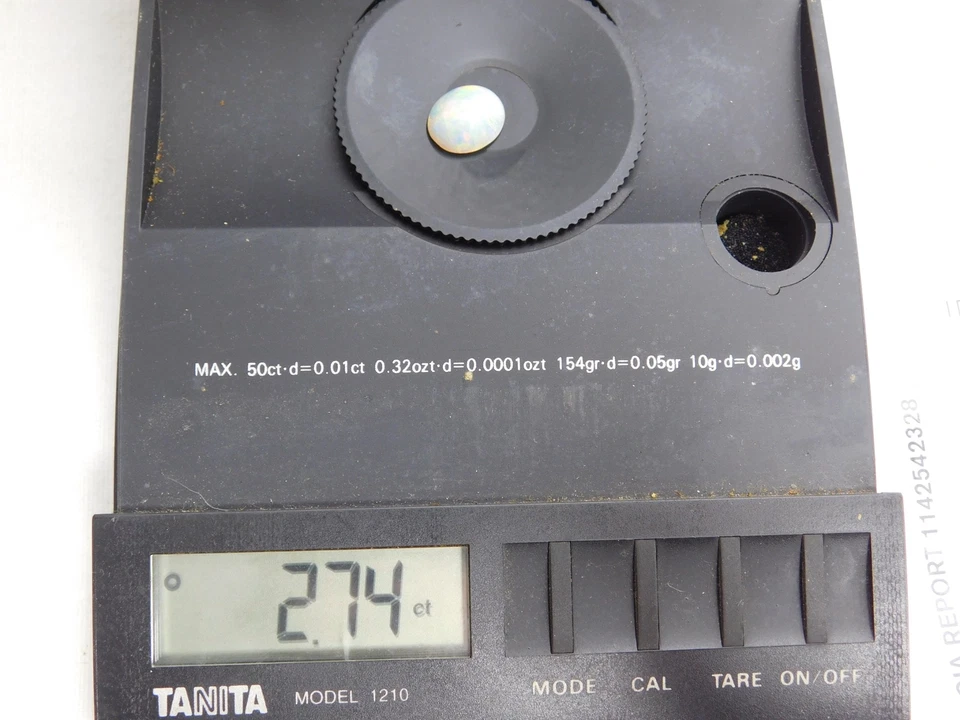 MAX. 50ct·d=0.01ct 0.32ozt·d=0.0001ozt 154gr·d=0.05gr 10g·d=0.002g
2.74 ct
TANITA MODEL 1210
MODE CAL TARE ON/OFF
GIA REPORT 1142542328